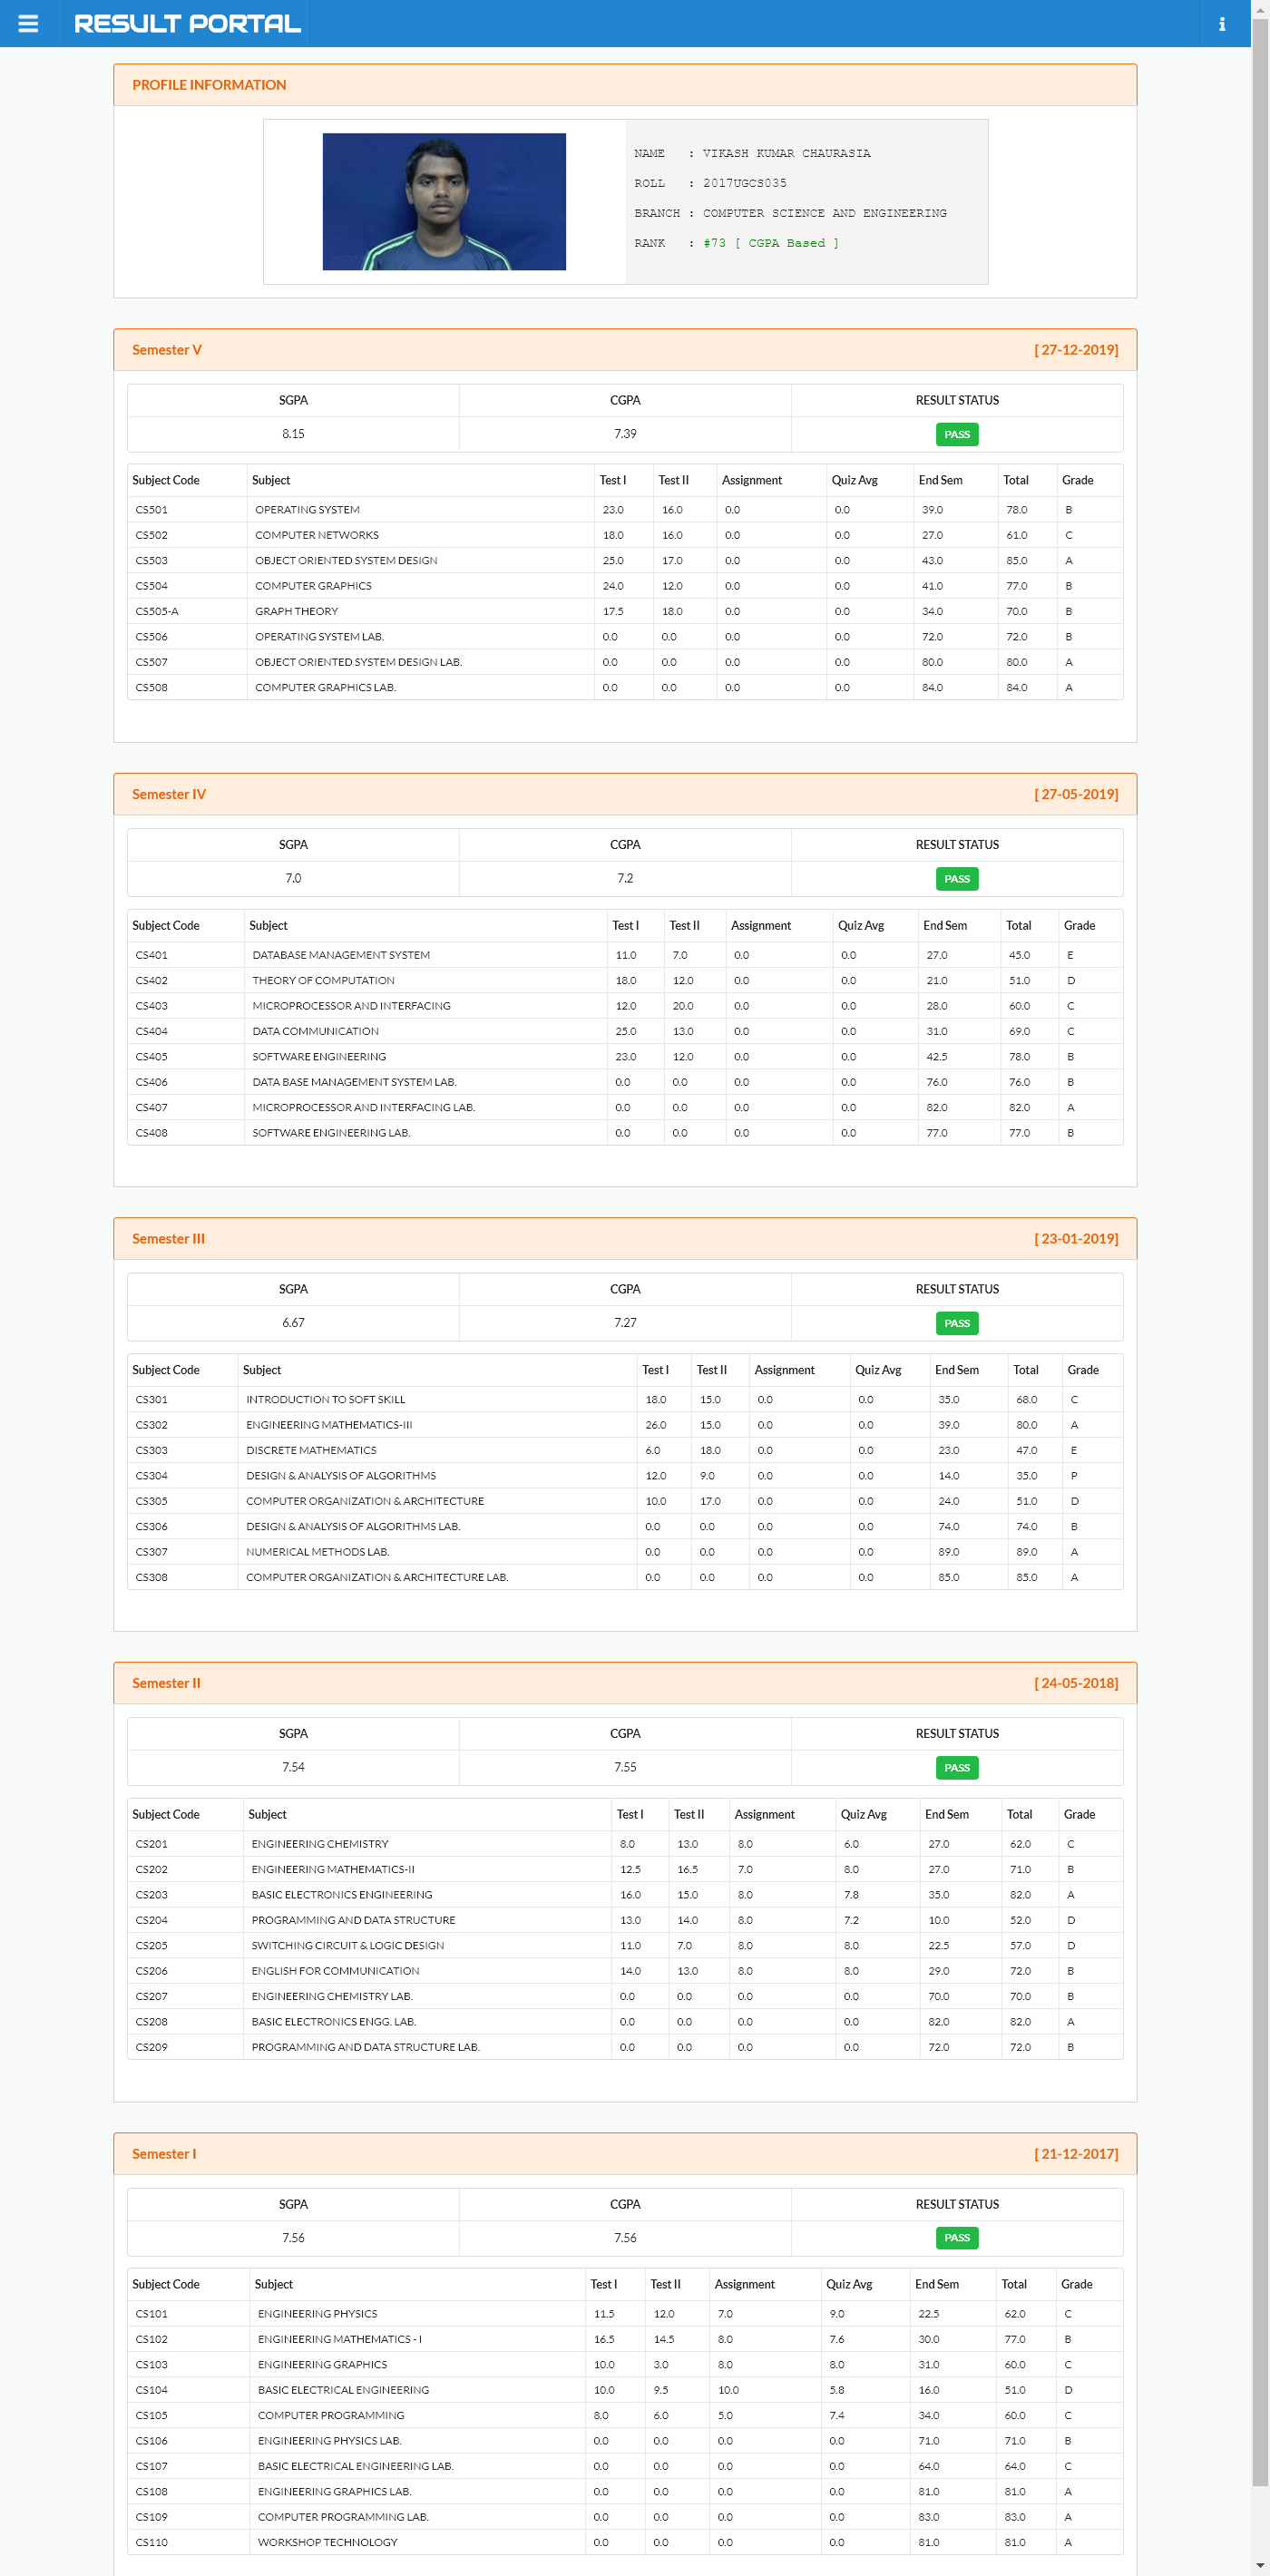 RESULT PORTAL
PROFILE INFORMATION
NAME : VIKASH KUMAR CHAURASIA
ROLL : 2017UGCS035
BRANCH : COMPUTER SCIENCE AND ENGINEERING
RANK : #73 [ CGPA Based ]
Semester V [ 27-12-2019]
SGPA CGPA RESULT STATUS
8.15 7.39 PASS
Subject Code Subject Test I Test II Assignment Quiz Avg End Sem Total Grade
CS501 OPERATING SYSTEM 23.0 16.0 0.0 0.0 39.0 78.0 B
CS502 COMPUTER NETWORKS 18.0 16.0 0.0 0.0 27.0 61.0 C
CS503 OBJECT ORIENTED SYSTEM DESIGN 25.0 17.0 0.0 0.0 43.0 85.0 A
CS504 COMPUTER GRAPHICS 24.0 12.0 0.0 0.0 41.0 77.0 B
CS505-A GRAPH THEORY 17.5 18.0 0.0 0.0 34.0 70.0 B
CS506 OPERATING SYSTEM LAB. 0.0 0.0 0.0 0.0 72.0 72.0 B
CS507 OBJECT ORIENTED SYSTEM DESIGN LAB. 0.0 0.0 0.0 0.0 80.0 80.0 A
CS508 COMPUTER GRAPHICS LAB. 0.0 0.0 0.0 0.0 84.0 84.0 A
Semester IV [ 27-05-2019]
SGPA CGPA RESULT STATUS
7.0 7.2 PASS
Subject Code Subject Test I Test II Assignment Quiz Avg End Sem Total Grade
CS401 DATABASE MANAGEMENT SYSTEM 11.0 7.0 0.0 0.0 27.0 45.0 E
CS402 THEORY OF COMPUTATION 18.0 12.0 0.0 0.0 21.0 51.0 D
CS403 MICROPROCESSOR AND INTERFACING 12.0 20.0 0.0 0.0 28.0 60.0 C
CS404 DATA COMMUNICATION 25.0 13.0 0.0 0.0 31.0 69.0 C
CS405 SOFTWARE ENGINEERING 23.0 12.0 0.0 0.0 42.5 78.0 B
CS406 DATA BASE MANAGEMENT SYSTEM LAB. 0.0 0.0 0.0 0.0 76.0 76.0 B
CS407 MICROPROCESSOR AND INTERFACING LAB. 0.0 0.0 0.0 0.0 82.0 82.0 A
CS408 SOFTWARE ENGINEERING LAB. 0.0 0.0 0.0 0.0 77.0 77.0 B
Semester III [ 23-01-2019]
SGPA CGPA RESULT STATUS
6.67 7.27 PASS
Subject Code Subject Test I Test II Assignment Quiz Avg End Sem Total Grade
CS301 INTRODUCTION TO SOFT SKILL 18.0 15.0 0.0 0.0 35.0 68.0 C
CS302 ENGINEERING MATHEMATICS-III 26.0 15.0 0.0 0.0 39.0 80.0 A
CS303 DISCRETE MATHEMATICS 6.0 18.0 0.0 0.0 23.0 47.0 E
CS304 DESIGN & ANALYSIS OF ALGORITHMS 12.0 9.0 0.0 0.0 14.0 35.0 P
CS305 COMPUTER ORGANIZATION & ARCHITECTURE 10.0 17.0 0.0 0.0 24.0 51.0 D
CS306 DESIGN & ANALYSIS OF ALGORITHMS LAB. 0.0 0.0 0.0 0.0 74.0 74.0 B
CS307 NUMERICAL METHODS LAB. 0.0 0.0 0.0 0.0 89.0 89.0 A
CS308 COMPUTER ORGANIZATION & ARCHITECTURE LAB. 0.0 0.0 0.0 0.0 85.0 85.0 A
Semester II [ 24-05-2018]
SGPA CGPA RESULT STATUS
7.54 7.55 PASS
Subject Code Subject Test I Test II Assignment Quiz Avg End Sem Total Grade
CS201 ENGINEERING CHEMISTRY 8.0 13.0 8.0 6.0 27.0 62.0 C
CS202 ENGINEERING MATHEMATICS-II 12.5 16.5 7.0 8.0 27.0 71.0 B
CS203 BASIC ELECTRONICS ENGINEERING 16.0 15.0 8.0 7.8 35.0 82.0 A
CS204 PROGRAMMING AND DATA STRUCTURE 13.0 14.0 8.0 7.2 10.0 52.0 D
CS205 SWITCHING CIRCUIT & LOGIC DESIGN 11.0 7.0 8.0 8.0 22.5 57.0 D
CS206 ENGLISH FOR COMMUNICATION 14.0 13.0 8.0 8.0 29.0 72.0 B
CS207 ENGINEERING CHEMISTRY LAB. 0.0 0.0 0.0 0.0 70.0 70.0 B
CS208 BASIC ELECTRONICS ENGG. LAB. 0.0 0.0 0.0 0.0 82.0 82.0 A
CS209 PROGRAMMING AND DATA STRUCTURE LAB. 0.0 0.0 0.0 0.0 72.0 72.0 B
Semester I [ 21-12-2017]
SGPA CGPA RESULT STATUS
7.56 7.56 PASS
Subject Code Subject Test I Test II Assignment Quiz Avg End Sem Total Grade
CS101 ENGINEERING PHYSICS 11.5 12.0 7.0 9.0 22.5 62.0 C
CS102 ENGINEERING MATHEMATICS - I 16.5 14.5 8.0 7.6 30.0 77.0 B
CS103 ENGINEERING GRAPHICS 10.0 3.0 8.0 8.0 31.0 60.0 C
CS104 BASIC ELECTRICAL ENGINEERING 10.0 9.5 10.0 5.8 16.0 51.0 D
CS105 COMPUTER PROGRAMMING 8.0 6.0 5.0 7.4 34.0 60.0 C
CS106 ENGINEERING PHYSICS LAB. 0.0 0.0 0.0 0.0 71.0 71.0 B
CS107 BASIC ELECTRICAL ENGINEERING LAB. 0.0 0.0 0.0 0.0 64.0 64.0 C
CS108 ENGINEERING GRAPHICS LAB. 0.0 0.0 0.0 0.0 81.0 81.0 A
CS109 COMPUTER PROGRAMMING LAB. 0.0 0.0 0.0 0.0 83.0 83.0 A
CS110 WORKSHOP TECHNOLOGY 0.0 0.0 0.0 0.0 81.0 81.0 A